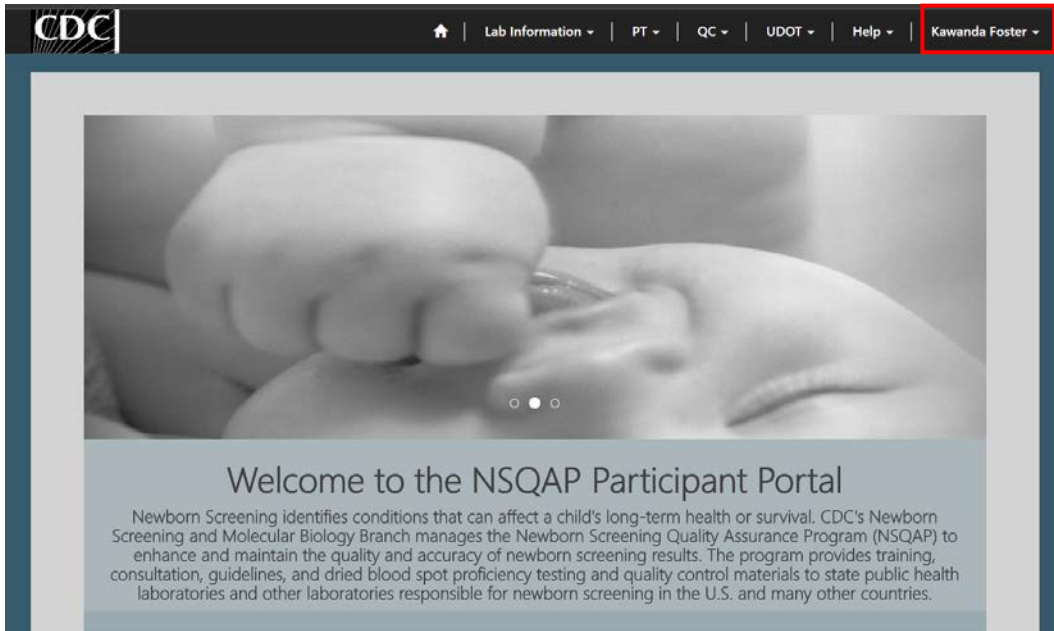 CDC
Lab Information PT QC UDOT Help Kawanda Foster
Welcome to the NSQAP Participant Portal
Newborn Screening identifies conditions that can affect a child's long-term health or survival. CDC's Newborn
Screening and Molecular Biology Branch manages the Newborn Screening Quality Assurance Program (NSQAP) to
enhance and maintain the quality and accuracy of newborn screening results. The program provides training,
consultation, guidelines, and dried blood spot proficiency testing and quality control materials to state public health
laboratories and other laboratories responsible for newborn screening in the U.S. and many other countries.